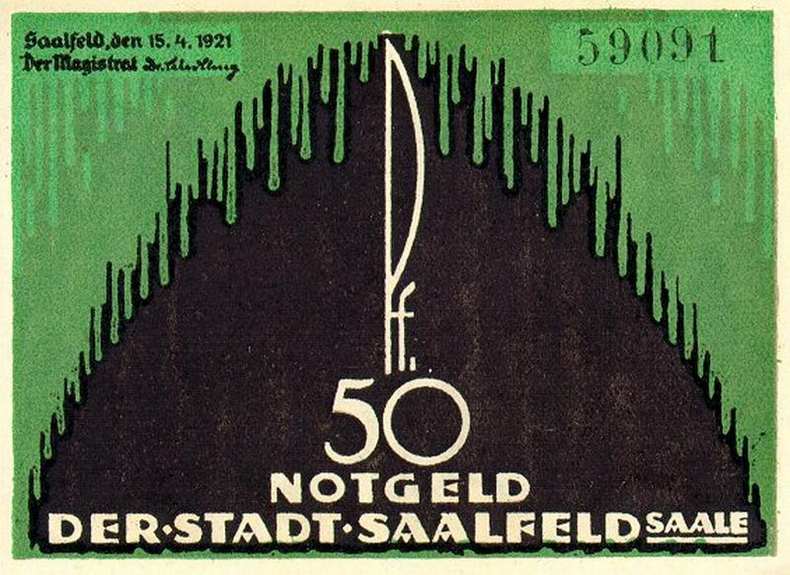 Saalfeld, den 15. 4. 1921
Der Magistrat
59091
Pf.
50
NOTGELD
DER·STADT·SAALFELD SAALE